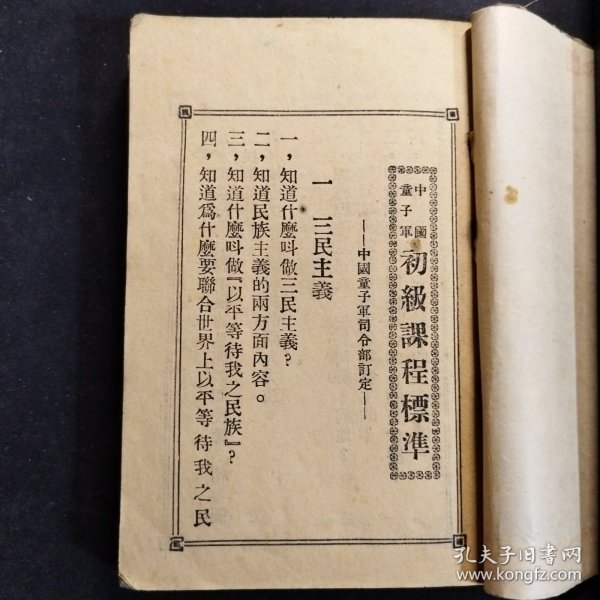 中國童子軍 初級課程標準
——中國童子軍司令部訂定——
一 三民主義
一，知道什麼叫做三民主義？
二，知道民族主義的兩方面內容。
三，知道什麼叫做『以平等待我之民族』？
四，知道爲什麼要聯合世界上以平等待我之民
孔夫子旧书网
www.kongfz.com